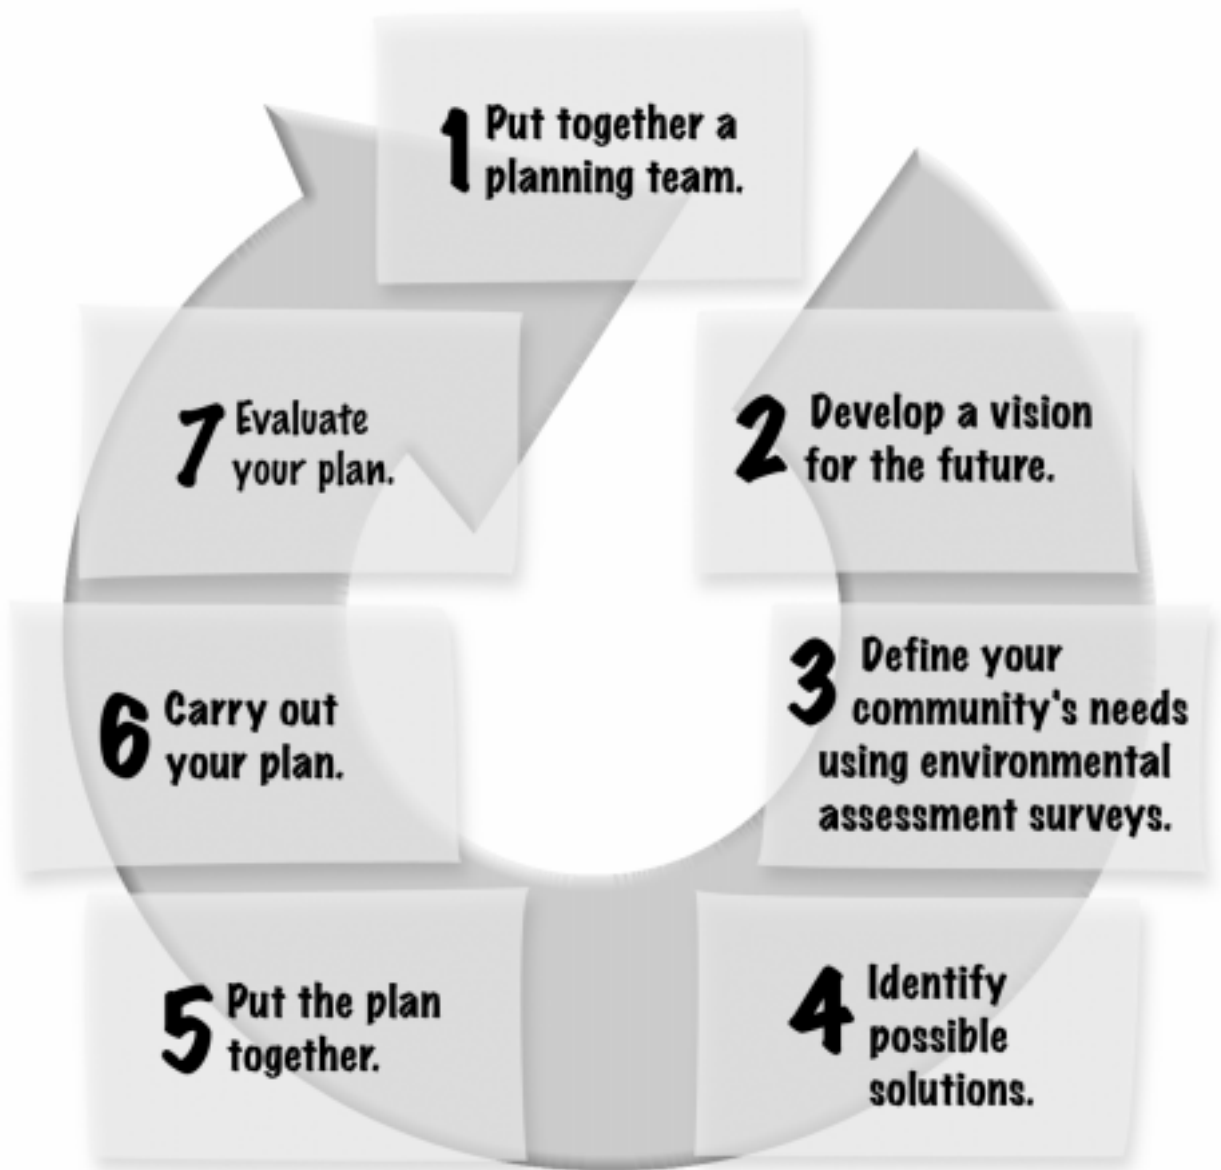 1 Put together a
planning team.
2 Develop a vision
for the future.
3 Define your
community's needs
using environmental
assessment surveys.
4 Identify
possible
solutions.
5 Put the plan
together.
6 Carry out
your plan.
7 Evaluate
your plan.